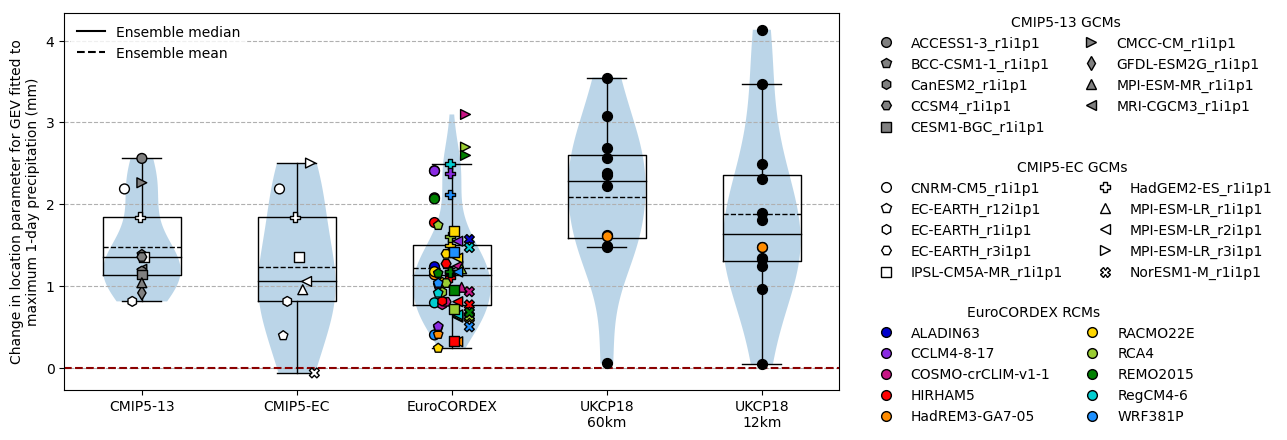 Change in location parameter for GEV fitted to
maximum 1-day precipitation (mm)
4
3
2
1
0
Ensemble median
Ensemble mean
CMIP5-13
CMIP5-EC
EuroCORDEX
UKCP18
60km
UKCP18
12km
CMIP5-13 GCMs
ACCESS1-3_r1i1p1
BCC-CSM1-1_r1i1p1
CanESM2_r1i1p1
CCSM4_r1i1p1
CESM1-BGC_r1i1p1
CMCC-CM_r1i1p1
GFDL-ESM2G_r1i1p1
MPI-ESM-MR_r1i1p1
MRI-CGCM3_r1i1p1
CMIP5-EC GCMs
CNRM-CM5_r1i1p1
EC-EARTH_r12i1p1
EC-EARTH_r1i1p1
EC-EARTH_r3i1p1
IPSL-CM5A-MR_r1i1p1
HadGEM2-ES_r1i1p1
MPI-ESM-LR_r1i1p1
MPI-ESM-LR_r2i1p1
MPI-ESM-LR_r3i1p1
NorESM1-M_r1i1p1
EuroCORDEX RCMs
ALADIN63
CCLM4-8-17
COSMO-crCLIM-v1-1
HIRHAM5
HadREM3-GA7-05
RACMO22E
RCA4
REMO2015
RegCM4-6
WRF381P